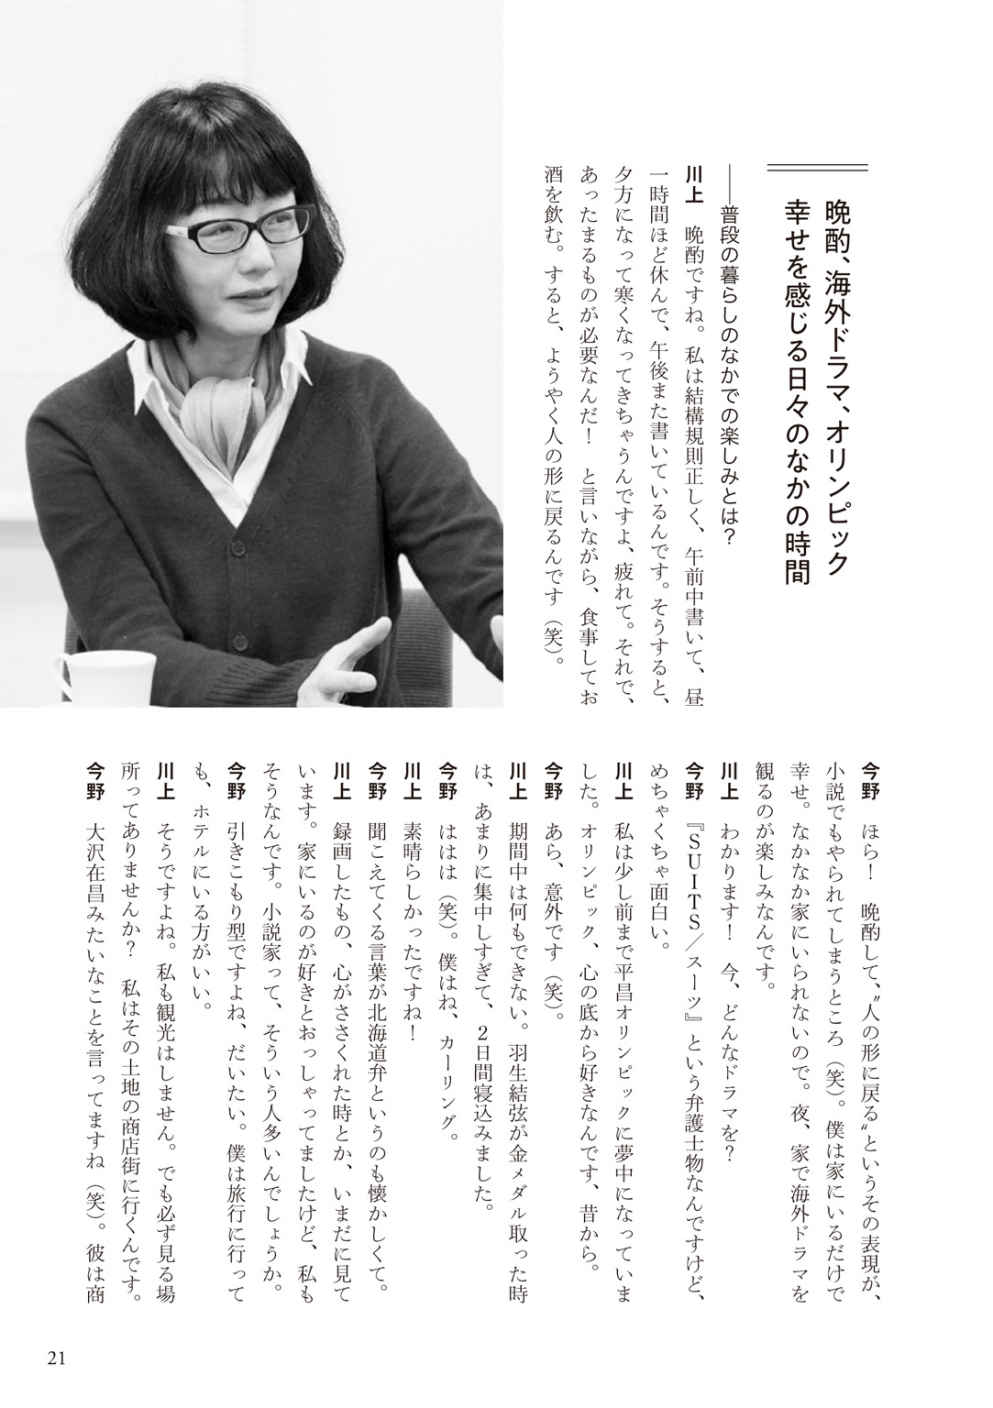 晩酌、海外ドラマ、オリンピック
幸せを感じる日々のなかの時間
――普段の暮らしのなかでの楽しみとは？
川上　晩酌ですね。私は結構規則正しく、午前中書いて、昼
一時間ほど休んで、午後また書いているんです。そうすると、
夕方になって寒くなってきちゃうんですよ、疲れて。それで、
あったまるものが必要なんだ！　と言いながら、食事してお
酒を飲む。すると、ようやく人の形に戻るんです（笑）。
今野　ほら！　晩酌して、〝人の形に戻る〟というその表現が、
小説でもやられてしまうところ（笑）。僕は家にいるだけで
幸せ。なかなか家にいられないので。夜、家で海外ドラマを
観るのが楽しみなんです。
川上　わかります！　今、どんなドラマを？
今野　『ＳＵＩＴＳ／スーツ』という弁護士物なんですけど、
めちゃくちゃ面白い。
川上　私は少し前まで平昌オリンピックに夢中になっていま
した。オリンピック、心の底から好きなんです、昔から。
今野　あら、意外です（笑）。
川上　期間中は何もできない。羽生結弦が金メダル取った時
は、あまりに集中しすぎて、２日間寝込みました。
今野　ははは（笑）。僕はね、カーリング。
川上　素晴らしかったですね！
今野　聞こえてくる言葉が北海道弁というのも懐かしくて。
川上　録画したもの、心がささくれた時とか、いまだに見て
います。家にいるのが好きとおっしゃってましたけど、私も
そうなんです。小説家って、そういう人多いんでしょうか。
今野　引きこもり型ですよね、だいたい。僕は旅行に行って
も、ホテルにいる方がいい。
川上　そうですよね。私も観光はしません。でも必ず見る場
所ってありませんか？　私はその土地の商店街に行くんです。
今野　大沢在昌みたいなことを言ってますね（笑）。彼は商
21